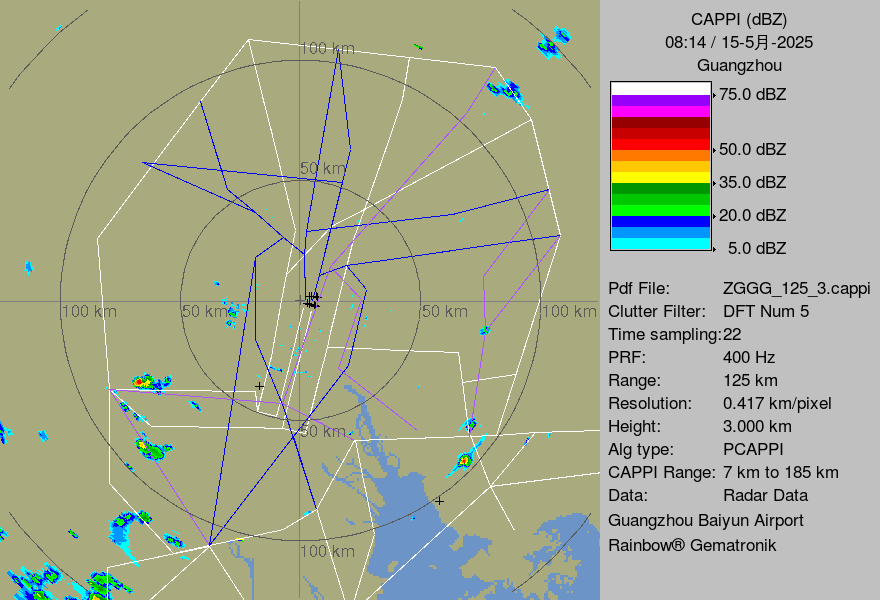 CAPPI (dBZ)
08:14 / 15-5月-2025
Guangzhou
75.0 dBZ
50.0 dBZ
35.0 dBZ
20.0 dBZ
5.0 dBZ
100 km
50 km
100 km
50 km
50 km
100 km
50 km
100 km
Pdf File: ZGGG_125_3.cappi
Clutter Filter: DFT Num 5
Time sampling:22
PRF: 400 Hz
Range: 125 km
Resolution: 0.417 km/pixel
Height: 3.000 km
Alg type: PCAPPI
CAPPI Range: 7 km to 185 km
Data: Radar Data
Guangzhou Baiyun Airport
Rainbow® Gematronik